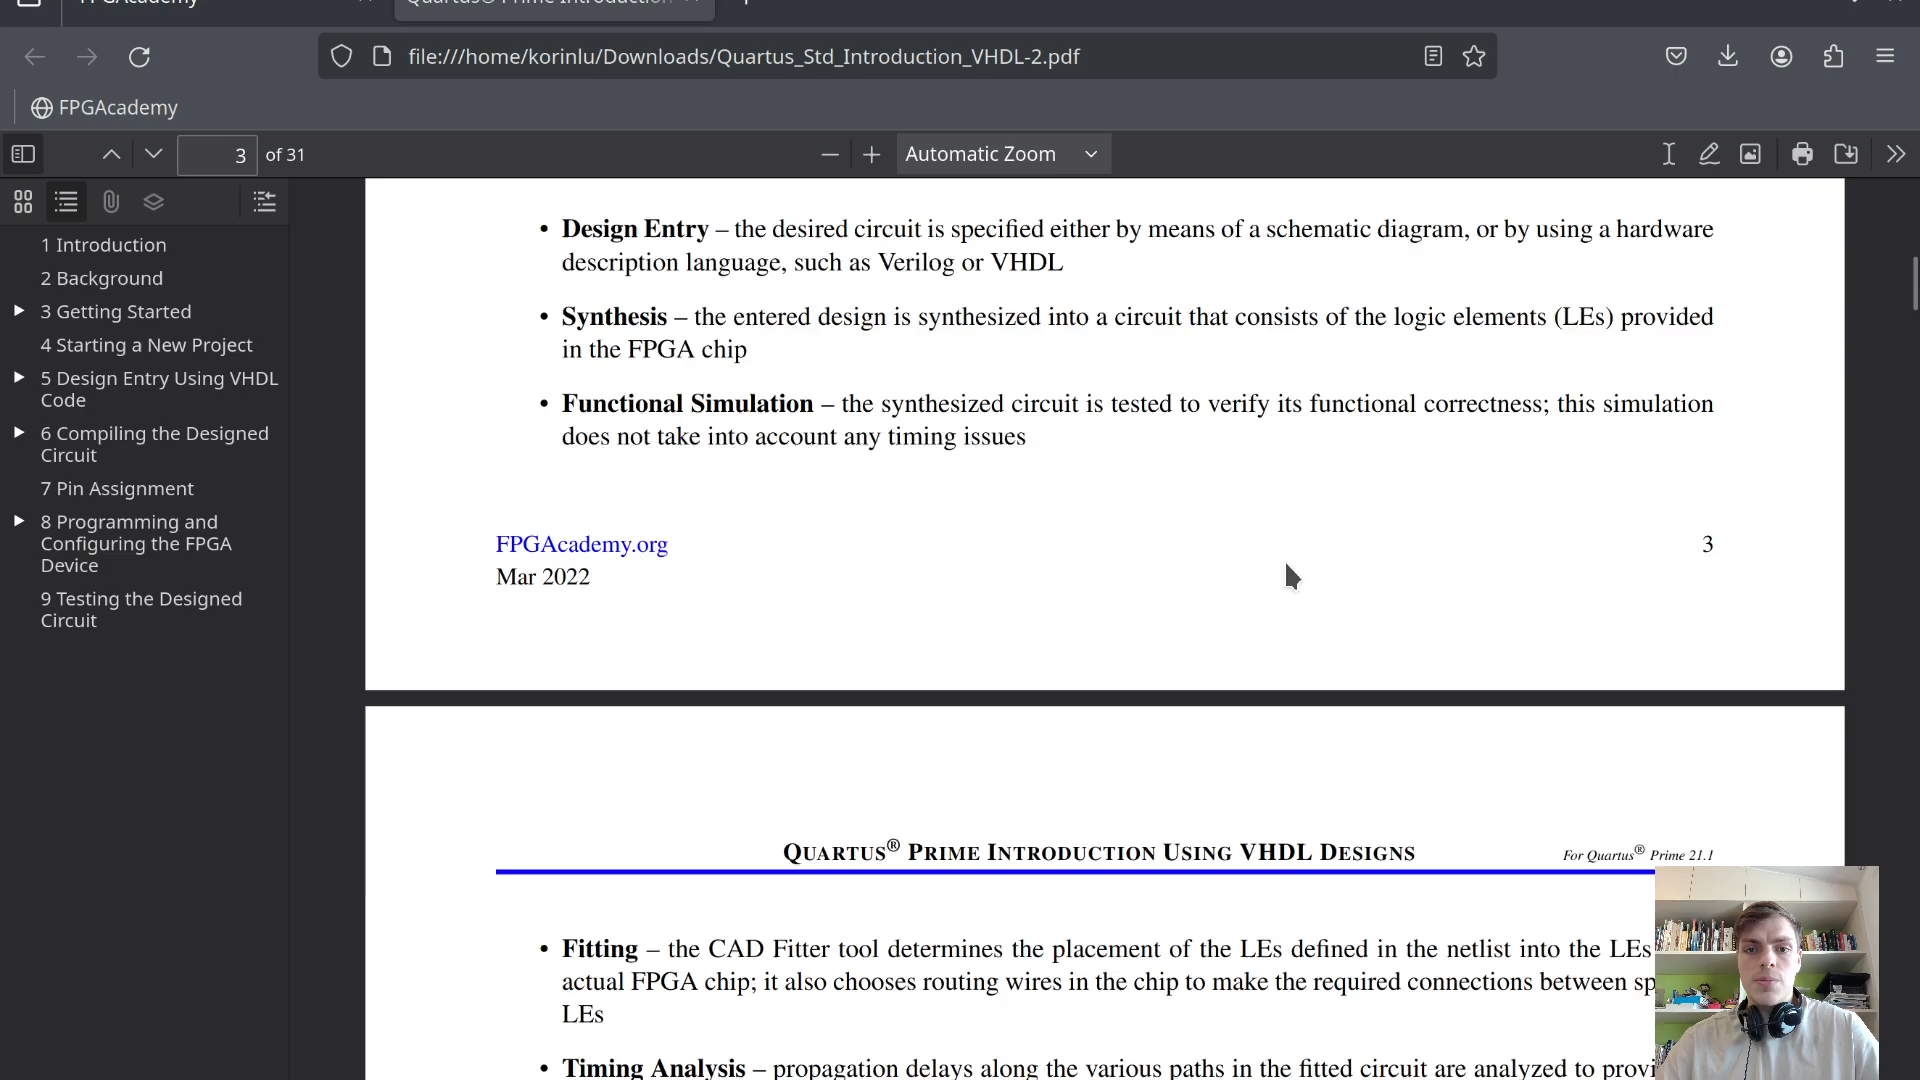 FPGAcademy
Quartus® Prime Introduction
file:///home/korinlu/Downloads/Quartus_Std_Introduction_VHDL-2.pdf
FPGAcademy
3 of 31
Automatic Zoom
1 Introduction
2 Background
3 Getting Started
4 Starting a New Project
5 Design Entry Using VHDL
Code
6 Compiling the Designed
Circuit
7 Pin Assignment
8 Programming and
Configuring the FPGA
Device
9 Testing the Designed
Circuit
• Design Entry – the desired circuit is specified either by means of a schematic diagram, or by using a hardware
description language, such as Verilog or VHDL
• Synthesis – the entered design is synthesized into a circuit that consists of the logic elements (LEs) provided
in the FPGA chip
• Functional Simulation – the synthesized circuit is tested to verify its functional correctness; this simulation
does not take into account any timing issues
FPGAcademy.org 3
Mar 2022
QUARTUS® PRIME INTRODUCTION USING VHDL DESIGNS For Quartus® Prime 21.1
• Fitting – the CAD Fitter tool determines the placement of the LEs defined in the netlist into the LEs
actual FPGA chip; it also chooses routing wires in the chip to make the required connections between sp
LEs
• Timing Analysis – propagation delays along the various paths in the fitted circuit are analyzed to provi